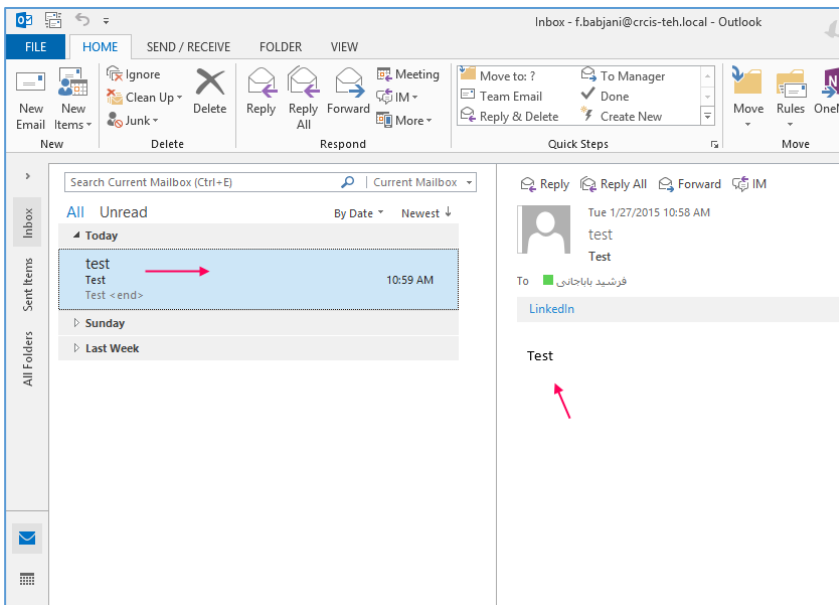 Inbox - f.babjani@crcis-teh.local - Outlook
FILE HOME SEND / RECEIVE FOLDER VIEW
New Email
New Items
Ignore
Clean Up
Junk
Delete
Reply
Reply All
Forward
Meeting
IM
More
Move to: ?
Team Email
Reply & Delete
To Manager
Done
Create New
Move
Rules
OneN
New Delete Respond Quick Steps Move
Inbox
Sent Items
All Folders
Search Current Mailbox (Ctrl+E) Current Mailbox
All Unread By Date Newest
Today
test
Test 10:59 AM
Test <end>
Sunday
Last Week
Reply Reply All Forward IM
Tue 1/27/2015 10:58 AM
test
Test
To فرشید باباجانی
LinkedIn
Test